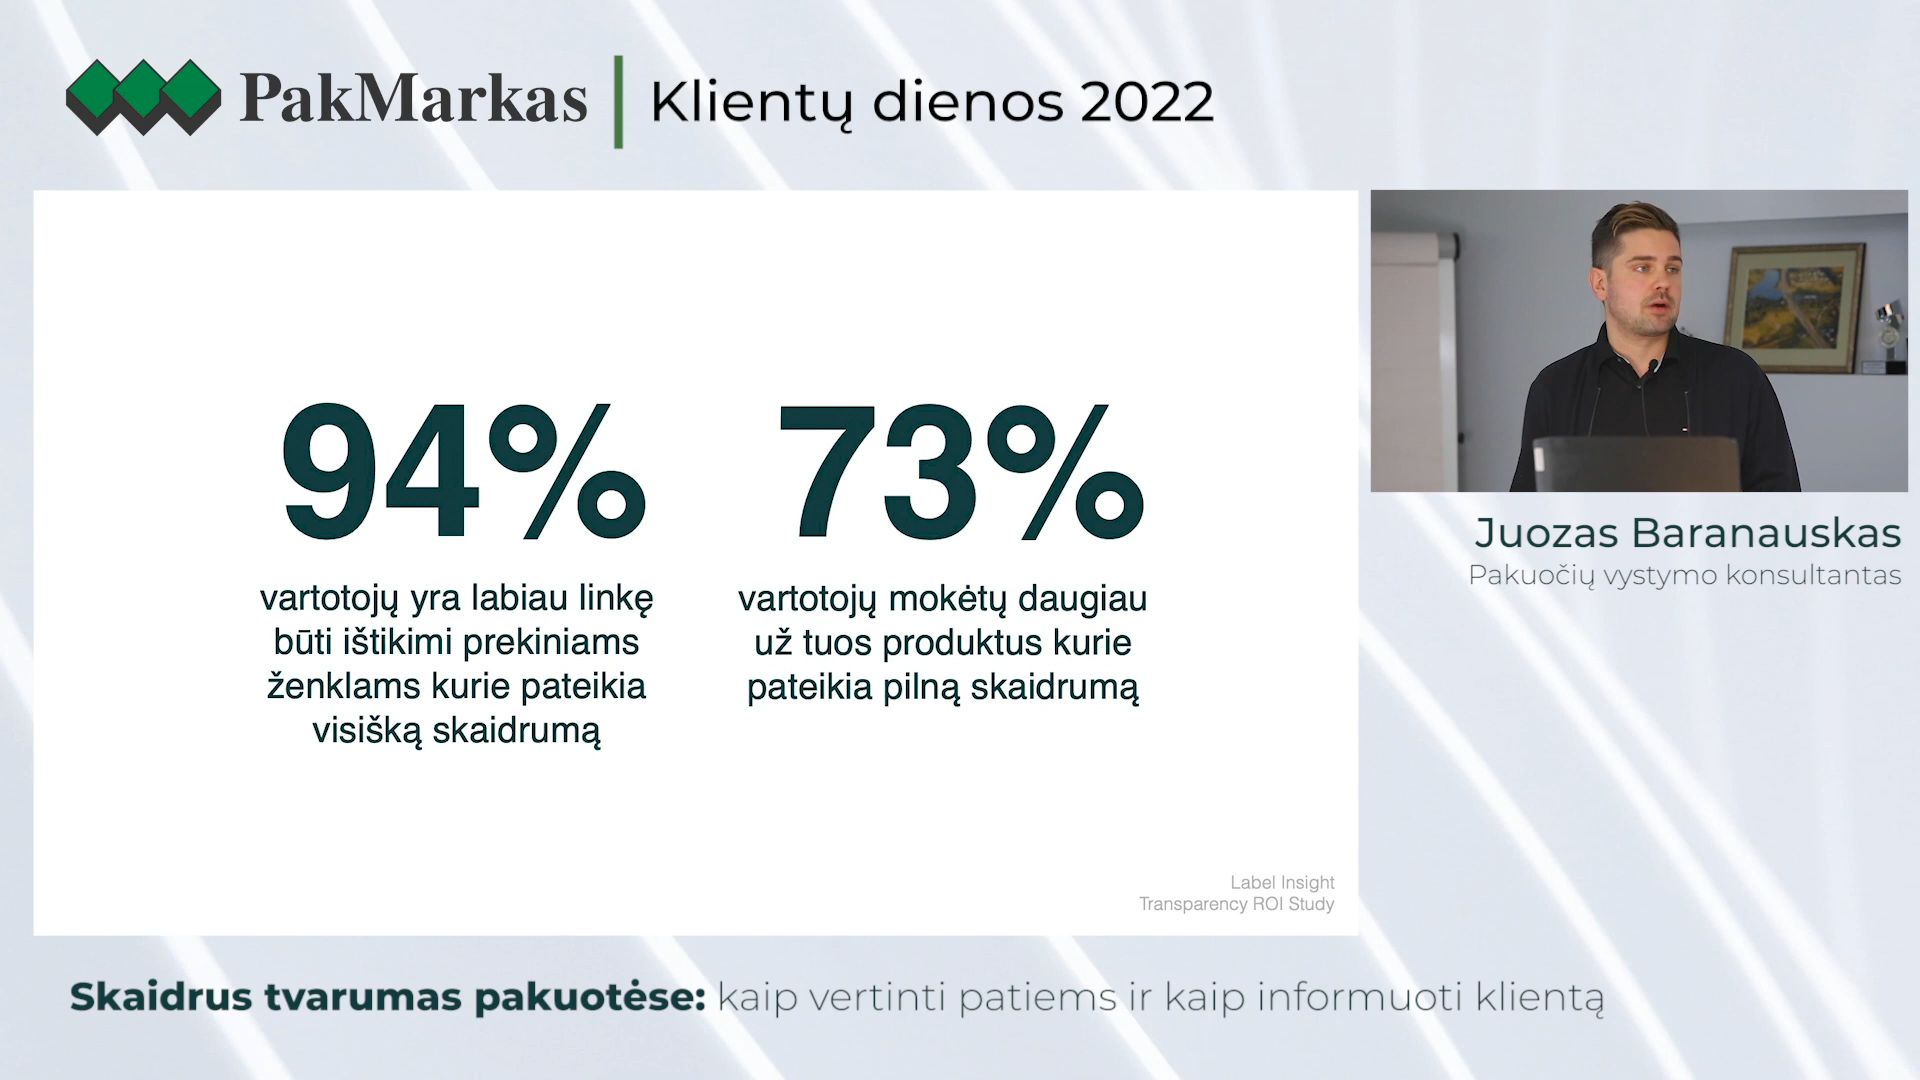 PakMarkas
Klientų dienos 2022
94%
vartotojų yra labiau linkę
būti ištikimi prekiniams
ženklams kurie pateikia
visišką skaidrumą
73%
vartotojų mokėtų daugiau
už tuos produktus kurie
pateikia pilną skaidrumą
Label Insight
Transparency ROI Study
Juozas Baranauskas
Pakuočių vystymo konsultantas
Skaidrus tvarumas pakuotėse: kaip vertinti patiems ir kaip informuoti klientą